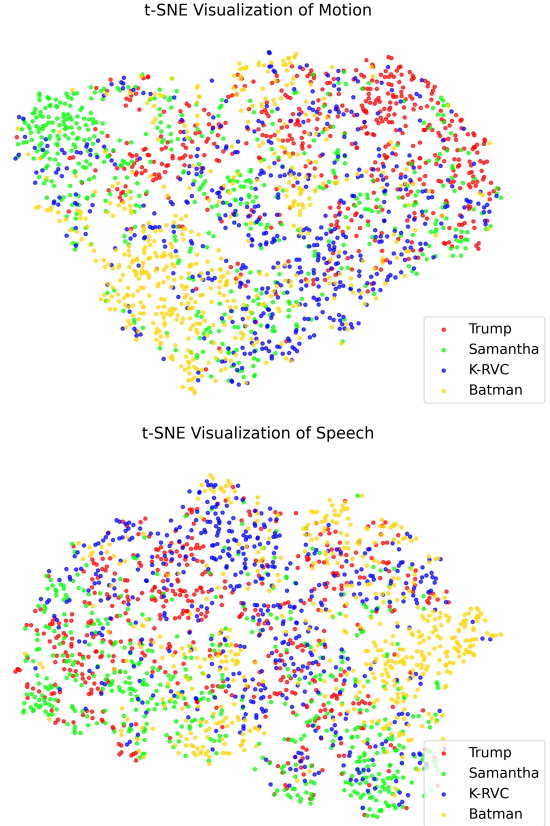 t-SNE Visualization of Motion
Trump
Samantha
K-RVC
Batman
t-SNE Visualization of Speech
Trump
Samantha
K-RVC
Batman